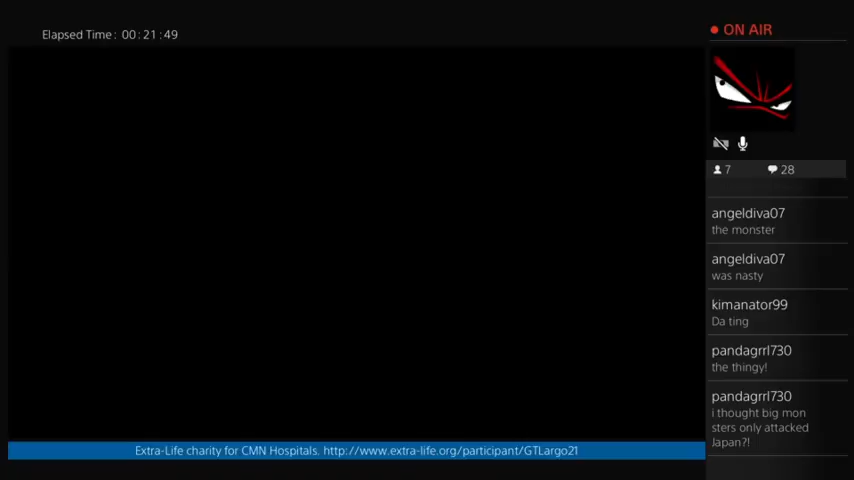 Elapsed Time: 00:21:49
ON AIR
7 28
angeldiva07
the monster
angeldiva07
was nasty
kimanator99
Da ting
pandagrrl730
the thingy!
pandagrrl730
i thought big mon
sters only attacked
Japan?!
Extra-Life charity for CMN Hospitals. http://www.extra-life.org/participant/GTLargo21